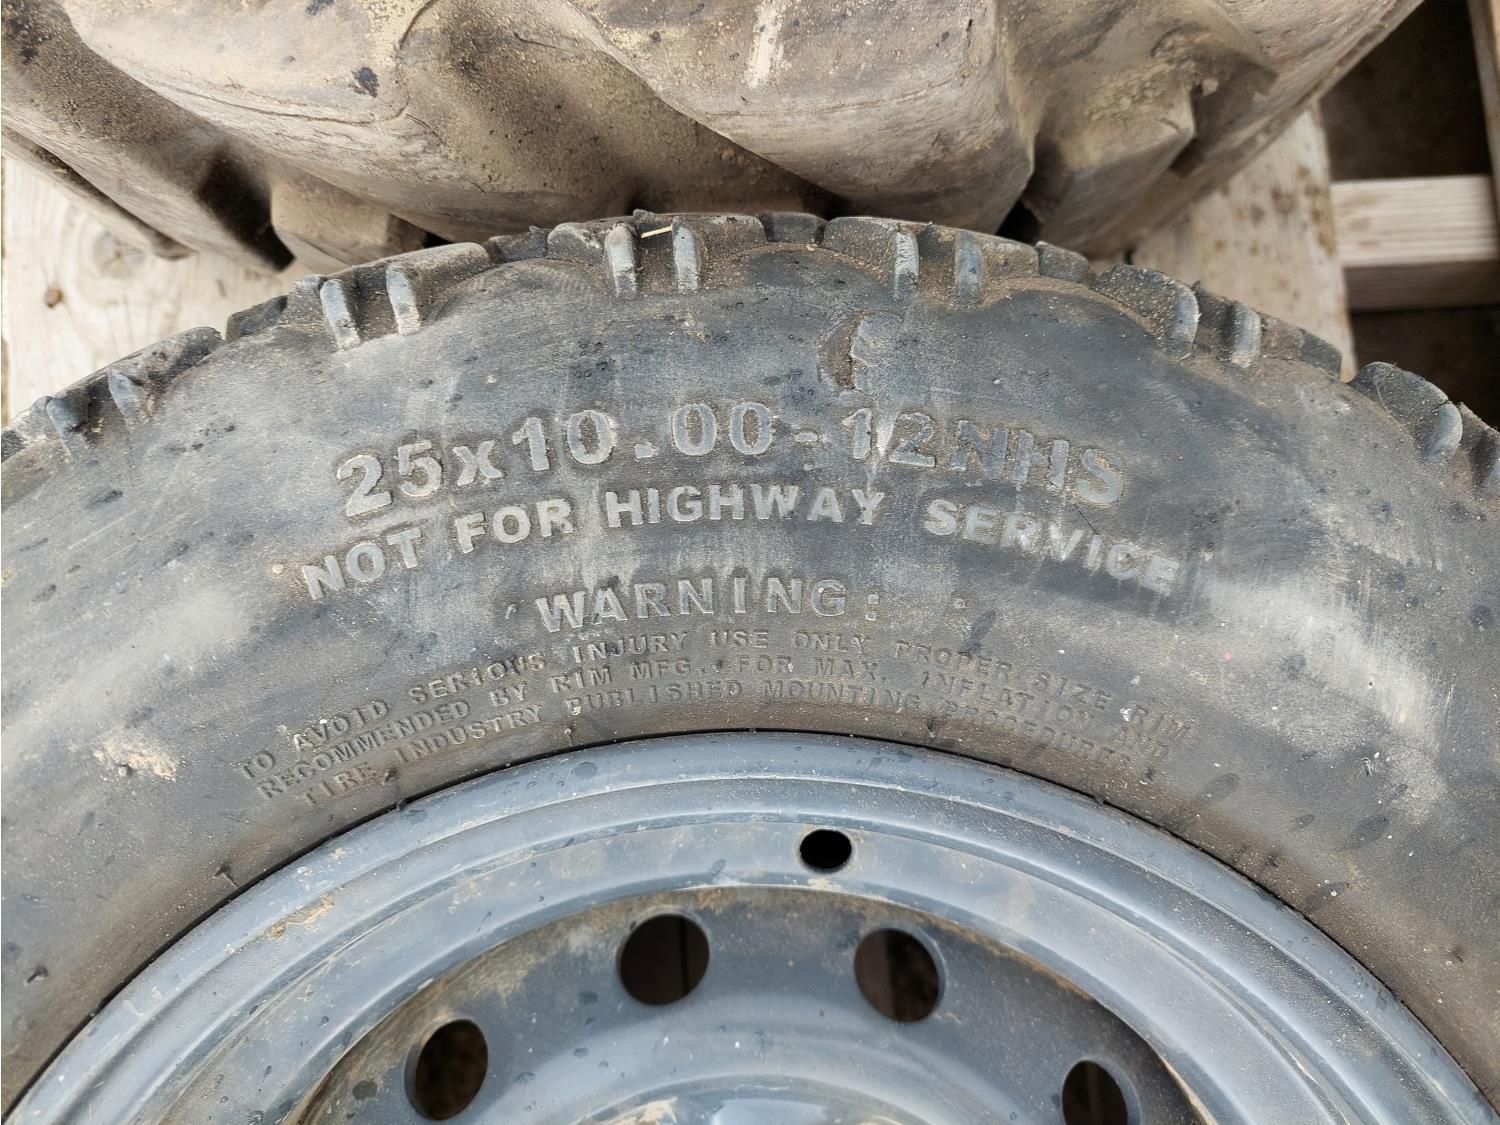 25x10.00-12NHS
NOT FOR HIGHWAY SERVICE
WARNING:
TO AVOID SERIOUS INJURY USE ONLY PROPER SIZE RIM
RECOMMENDED BY RIM MFG. FOR MAX. INFLATION AND
TIRE INDUSTRY PUBLISHED MOUNTING PROCEDURES